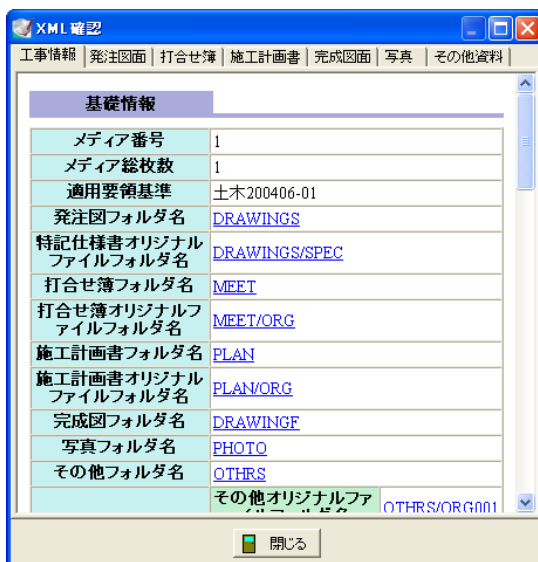 XML確認
工事情報 発注図面 打合せ簿 施工計画書 完成図面 写真 その他資料
基礎情報
メディア番号 1
メディア総枚数 1
適用要領基準 土木200406-01
発注図フォルダ名 DRAWINGS
特記仕様書オリジナル
ファイルフォルダ名 DRAWINGS/SPEC
打合せ簿フォルダ名 MEET
打合せ簿オリジナルフ
ァイルフォルダ名 MEET/ORG
施工計画書フォルダ名 PLAN
施工計画書オリジナル
ファイルフォルダ名 PLAN/ORG
完成図フォルダ名 DRAWINGF
写真フォルダ名 PHOTO
その他フォルダ名 OTHRS
その他オリジナルファ
OTHRS/ORG001
閉じる